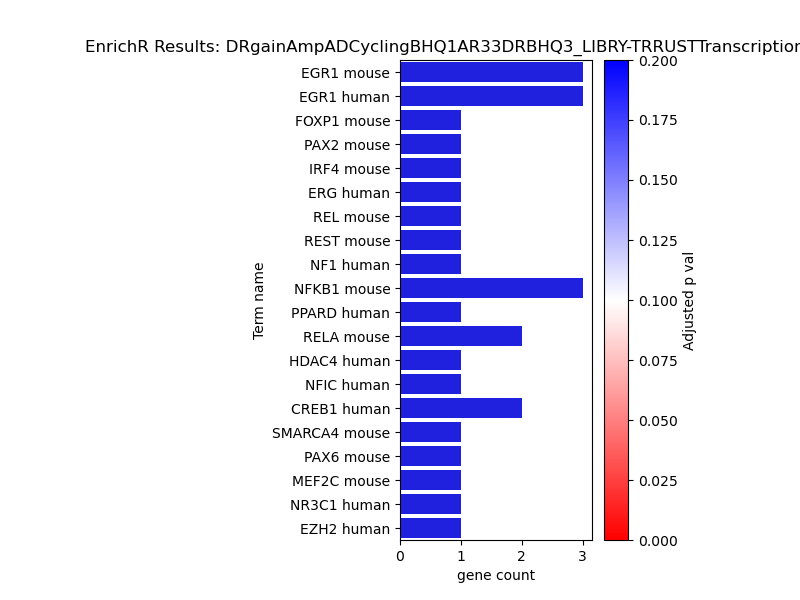 EnrichR Results: DRgainAmpADCyclingBHQ1AR33DRBHQ3_LIBRY-TRRUSTTranscription
EGR1 mouse
EGR1 human
FOXP1 mouse
PAX2 mouse
IRF4 mouse
ERG human
REL mouse
REST mouse
NF1 human
NFKB1 mouse
PPARD human
RELA mouse
HDAC4 human
NFIC human
CREB1 human
SMARCA4 mouse
PAX6 mouse
MEF2C mouse
NR3C1 human
EZH2 human
Term name
0 1 2 3
gene count
0.200
0.175
0.150
0.125
0.100
0.075
0.050
0.025
0.000
Adjusted p val